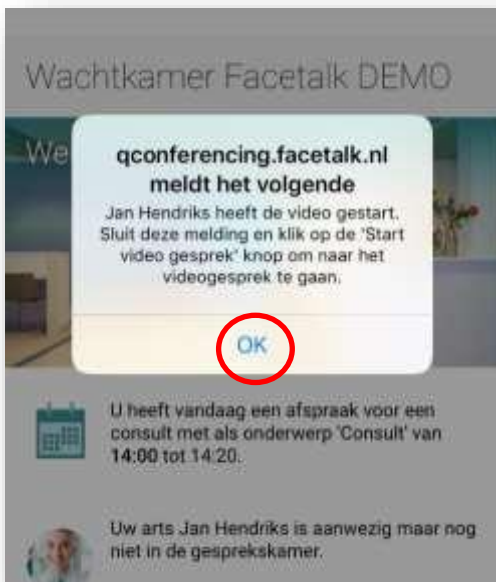 Wachtkamer Facetalk DEMO
We
qconferencing.facetalk.nl
meldt het volgende
Jan Hendriks heeft de video gestart.
Sluit deze melding en klik op de 'Start
video gesprek' knop om naar het
videogesprek te gaan.
OK
U heeft vandaag een afspraak voor een
consult met als onderwerp 'Consult' van
14:00 tot 14:20.
Uw arts Jan Hendriks is aanwezig maar nog
niet in de gesprekskamer.